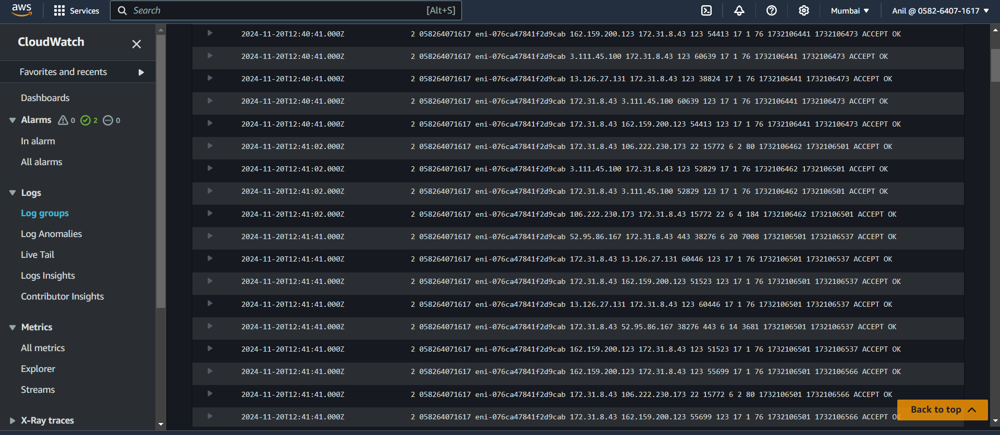 aws Services Search [Alt+S] Mumbai Anil @ 0582-6407-1617
CloudWatch
Favorites and recents
Dashboards
Alarms 0 2 0
In alarm
All alarms
Logs
Log groups
Log Anomalies
Live Tail
Logs Insights
Contributor Insights
Metrics
All metrics
Explorer
Streams
X-Ray traces
2024-11-20T12:40:41.000Z 2 058264071617 eni-076ca47841f2d9cab 162.159.200.123 172.31.8.43 123 54413 17 1 76 1732106441 1732106473 ACCEPT OK
2024-11-20T12:40:41.000Z 2 058264071617 eni-076ca47841f2d9cab 3.111.45.100 172.31.8.43 123 60639 17 1 76 1732106441 1732106473 ACCEPT OK
2024-11-20T12:40:41.000Z 2 058264071617 eni-076ca47841f2d9cab 13.126.27.131 172.31.8.43 123 38824 17 1 76 1732106441 1732106473 ACCEPT OK
2024-11-20T12:40:41.000Z 2 058264071617 eni-076ca47841f2d9cab 172.31.8.43 3.111.45.100 60639 123 17 1 76 1732106441 1732106473 ACCEPT OK
2024-11-20T12:40:41.000Z 2 058264071617 eni-076ca47841f2d9cab 172.31.8.43 162.159.200.123 54413 123 17 1 76 1732106441 1732106473 ACCEPT OK
2024-11-20T12:41:02.000Z 2 058264071617 eni-076ca47841f2d9cab 172.31.8.43 106.222.230.173 22 15772 6 2 80 1732106462 1732106501 ACCEPT OK
2024-11-20T12:41:02.000Z 2 058264071617 eni-076ca47841f2d9cab 3.111.45.100 172.31.8.43 123 52829 17 1 76 1732106462 1732106501 ACCEPT OK
2024-11-20T12:41:02.000Z 2 058264071617 eni-076ca47841f2d9cab 172.31.8.43 3.111.45.100 52829 123 17 1 76 1732106462 1732106501 ACCEPT OK
2024-11-20T12:41:02.000Z 2 058264071617 eni-076ca47841f2d9cab 106.222.230.173 172.31.8.43 15772 22 6 4 184 1732106462 1732106501 ACCEPT OK
2024-11-20T12:41:41.000Z 2 058264071617 eni-076ca47841f2d9cab 52.95.86.167 172.31.8.43 443 38276 6 20 7008 1732106501 1732106537 ACCEPT OK
2024-11-20T12:41:41.000Z 2 058264071617 eni-076ca47841f2d9cab 172.31.8.43 13.126.27.131 60446 123 17 1 76 1732106501 1732106537 ACCEPT OK
2024-11-20T12:41:41.000Z 2 058264071617 eni-076ca47841f2d9cab 172.31.8.43 162.159.200.123 51523 123 17 1 76 1732106501 1732106537 ACCEPT OK
2024-11-20T12:41:41.000Z 2 058264071617 eni-076ca47841f2d9cab 13.126.27.131 172.31.8.43 123 60446 17 1 76 1732106501 1732106537 ACCEPT OK
2024-11-20T12:41:41.000Z 2 058264071617 eni-076ca47841f2d9cab 172.31.8.43 52.95.86.167 38276 443 6 14 3681 1732106501 1732106537 ACCEPT OK
2024-11-20T12:41:41.000Z 2 058264071617 eni-076ca47841f2d9cab 162.159.200.123 172.31.8.43 123 51523 17 1 76 1732106501 1732106537 ACCEPT OK
2024-11-20T12:41:41.000Z 2 058264071617 eni-076ca47841f2d9cab 162.159.200.123 172.31.8.43 123 55699 17 1 76 1732106501 1732106566 ACCEPT OK
2024-11-20T12:41:41.000Z 2 058264071617 eni-076ca47841f2d9cab 172.31.8.43 106.222.230.173 22 15772 6 2 80 1732106501 1732106566 ACCEPT OK
2024-11-20T12:41:41.000Z 2 058264071617 eni-076ca47841f2d9cab 172.31.8.43 162.159.200.123 55699 123 17 1 76 1732106501 1732106566 ACCEPT OK
Back to top